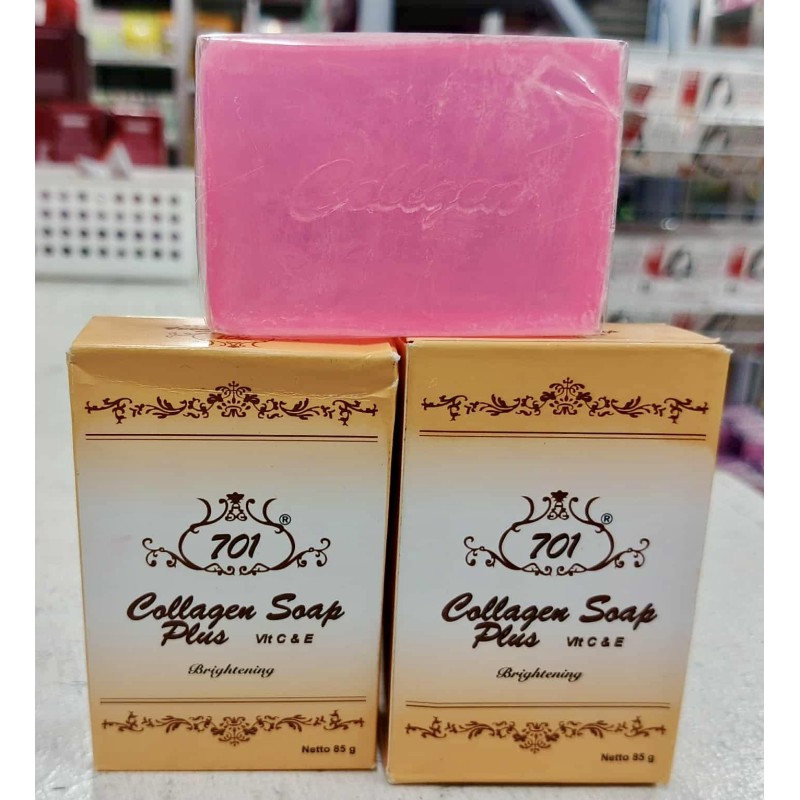 Collagen
701 ®
Collagen Soap
Plus Vit C & E
Brightening
Netto 85 g
701 ®
Collagen Soap
Plus Vit C & E
Brightening
Netto 85 g